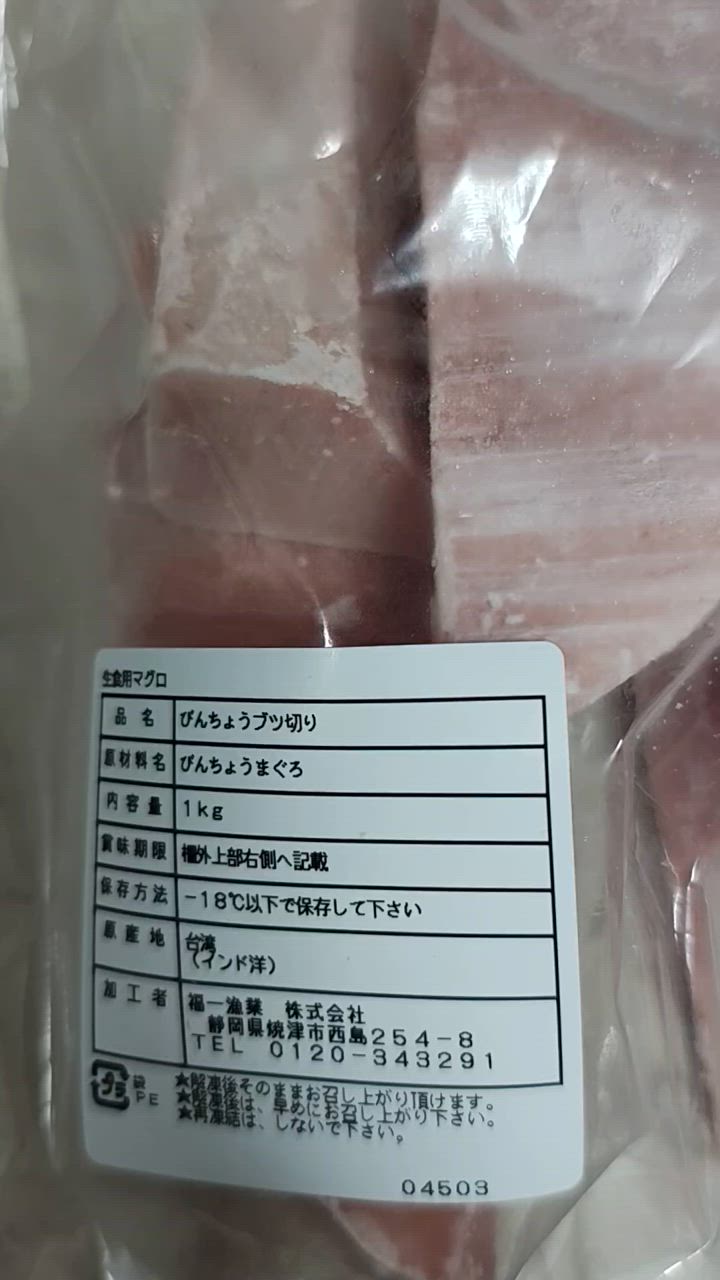 生食用マグロ
品名 びんちょうブツ切り
原材料名 びんちょうまぐろ
内容量 1kg
賞味期限 欄外上部右側へ記載
保存方法 -18℃以下で保存して下さい
原産地 台湾
(インド洋)
加工者 福一漁業 株式会社
静岡県焼津市西島254-8
TEL 0120-343291
プラ 袋
PE
★解凍後そのままお召し上がり頂けます。
★解凍後は、早めにお召し上がり下さい。
★再凍結は、しないで下さい。
04503